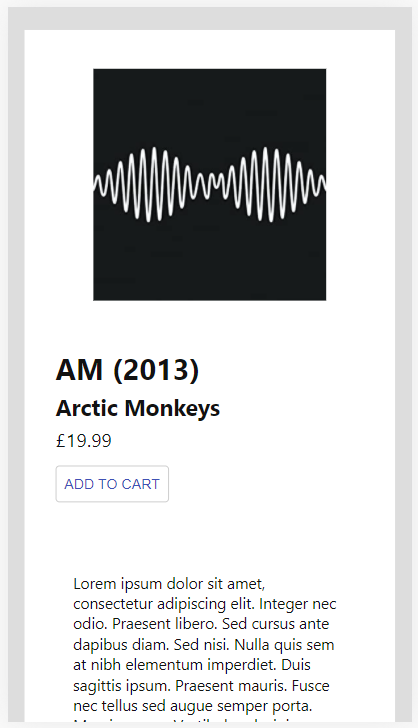 AM (2013)
Arctic Monkeys
£19.99
ADD TO CART
Lorem ipsum dolor sit amet,
consectetur adipiscing elit. Integer nec
odio. Praesent libero. Sed cursus ante
dapibus diam. Sed nisi. Nulla quis sem
at nibh elementum imperdiet. Duis
sagittis ipsum. Praesent mauris. Fusce
nec tellus sed augue semper porta.